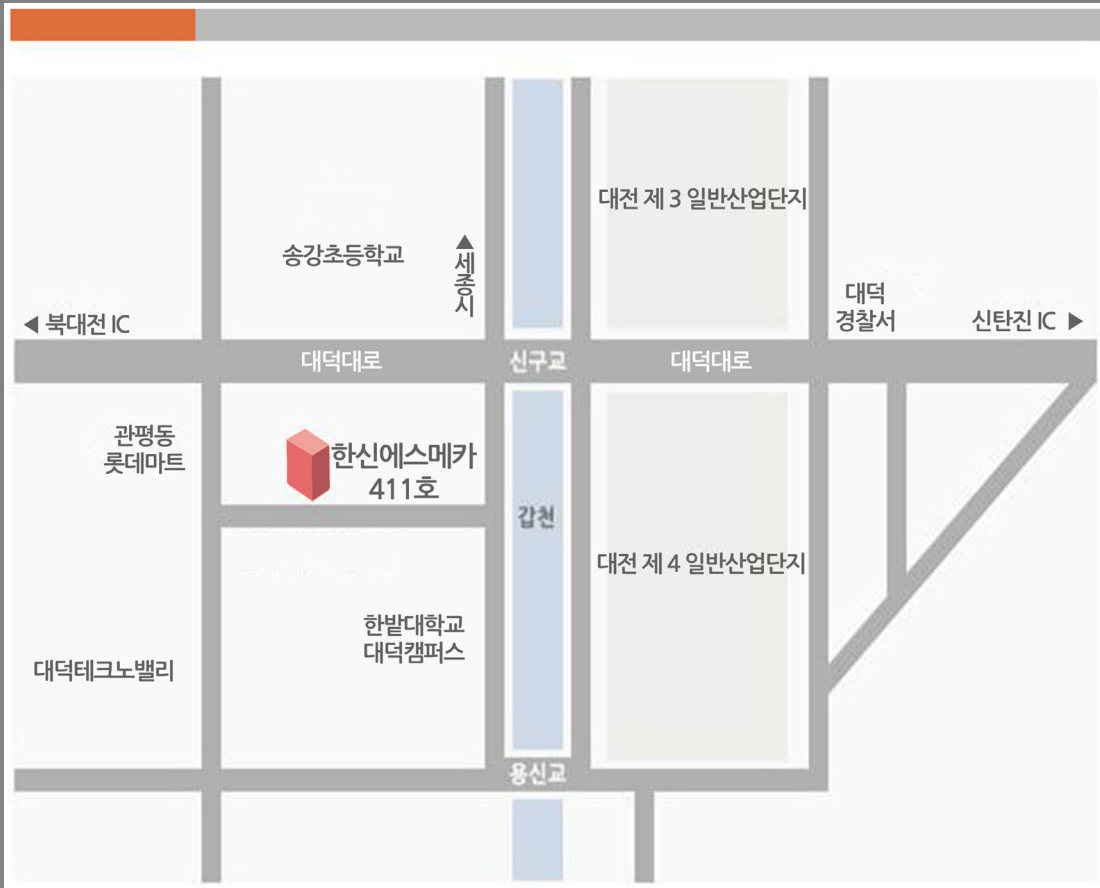 대전 제 3 일반산업단지
송강초등학교
▲세종시
대덕
경찰서
◀ 북대전 IC
신탄진 IC ▶
대덕대로
신구교
대덕대로
관평동
롯데마트
한신에스메카
411호
갑천
대전 제 4 일반산업단지
한밭대학교
대덕캠퍼스
대덕테크노밸리
용신교